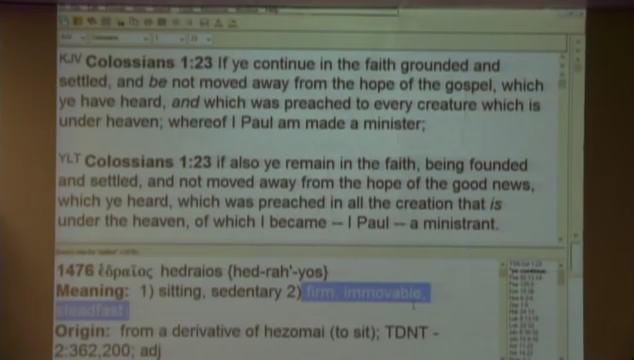 KJV Colossians 1:23 If ye continue in the faith grounded and
settled, and be not moved away from the hope of the gospel, which
ye have heard, and which was preached to every creature which is
under heaven; whereof I Paul am made a minister;
YLT Colossians 1:23 if also ye remain in the faith, being founded
and settled, and not moved away from the hope of the good news,
which ye heard, which was preached in all the creation that is
under the heaven, of which I became — I Paul — a ministrant.
1476 ἑδραῖος hedraios {hed-rah'-yos}
Meaning: 1) sitting, sedentary 2) firm, immovable,
steadfast
Origin: from a derivative of hezomai (to sit); TDNT -
2:362,200; adj